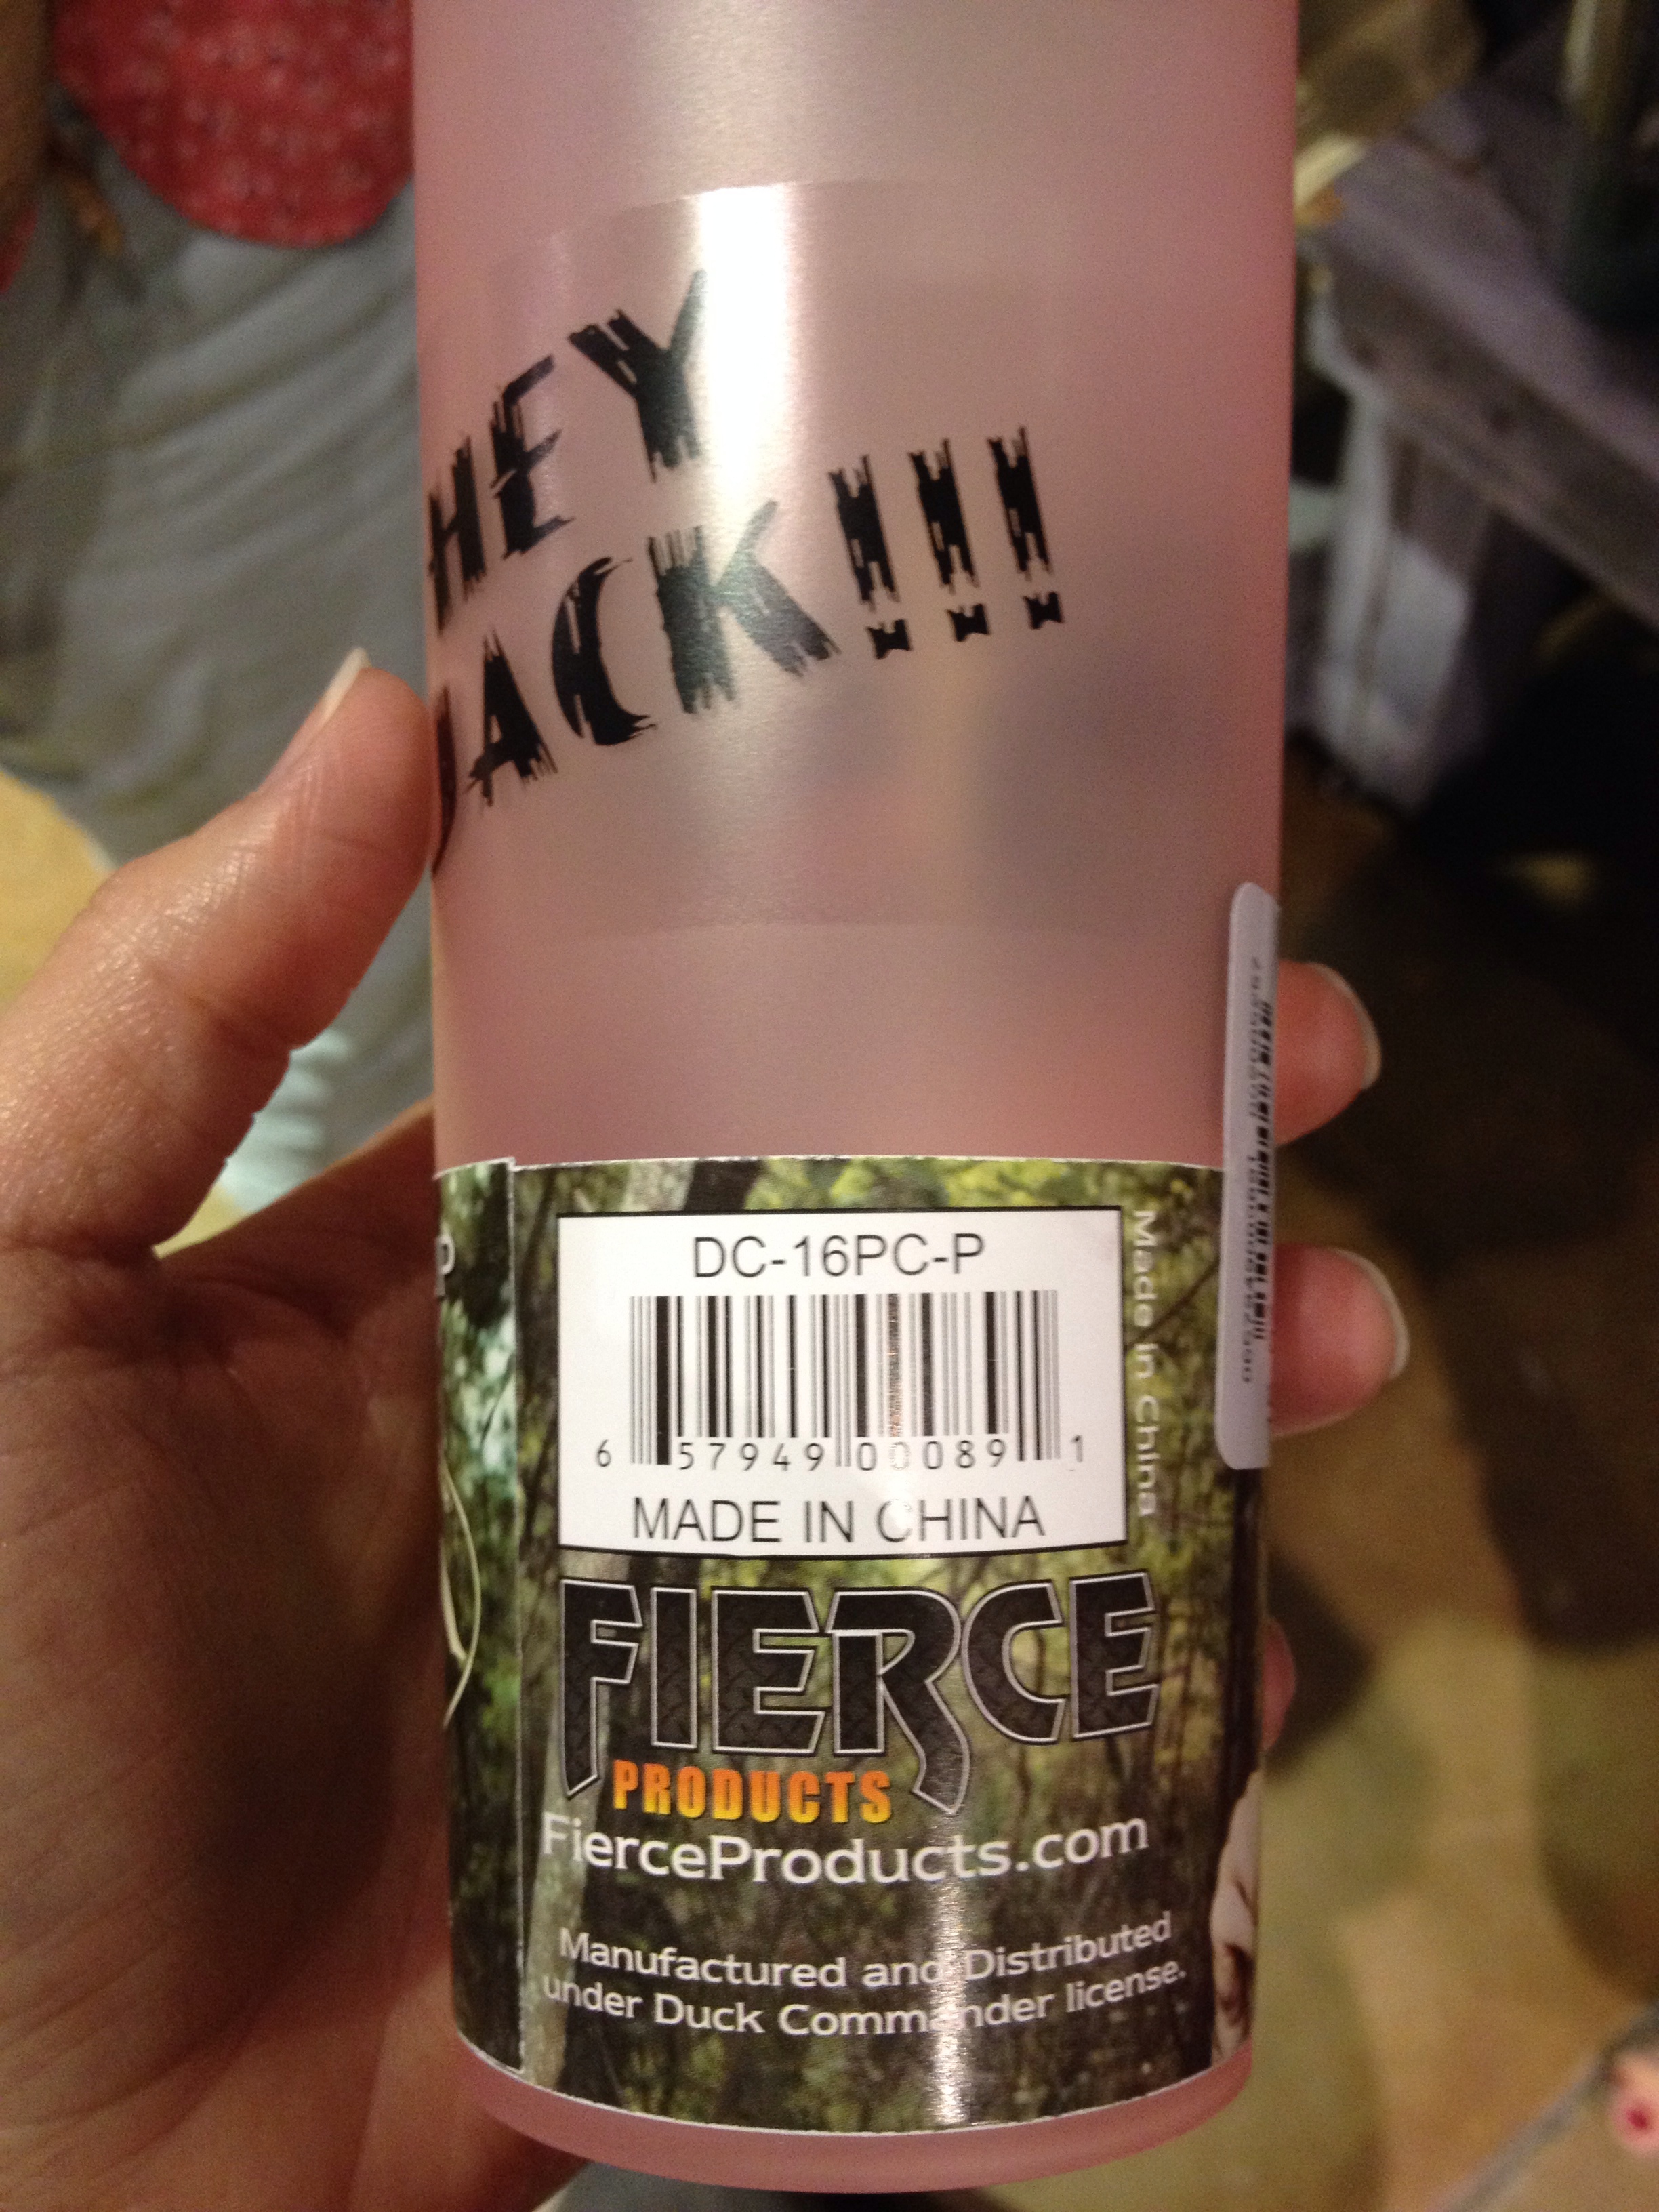 HEY
JACK!!!
DC-16PC-P
6 57949 00089 1
MADE IN CHINA
Made in China
FIERCE
PRODUCTS
FierceProducts.com
Manufactured and Distributed
under Duck Commander license.